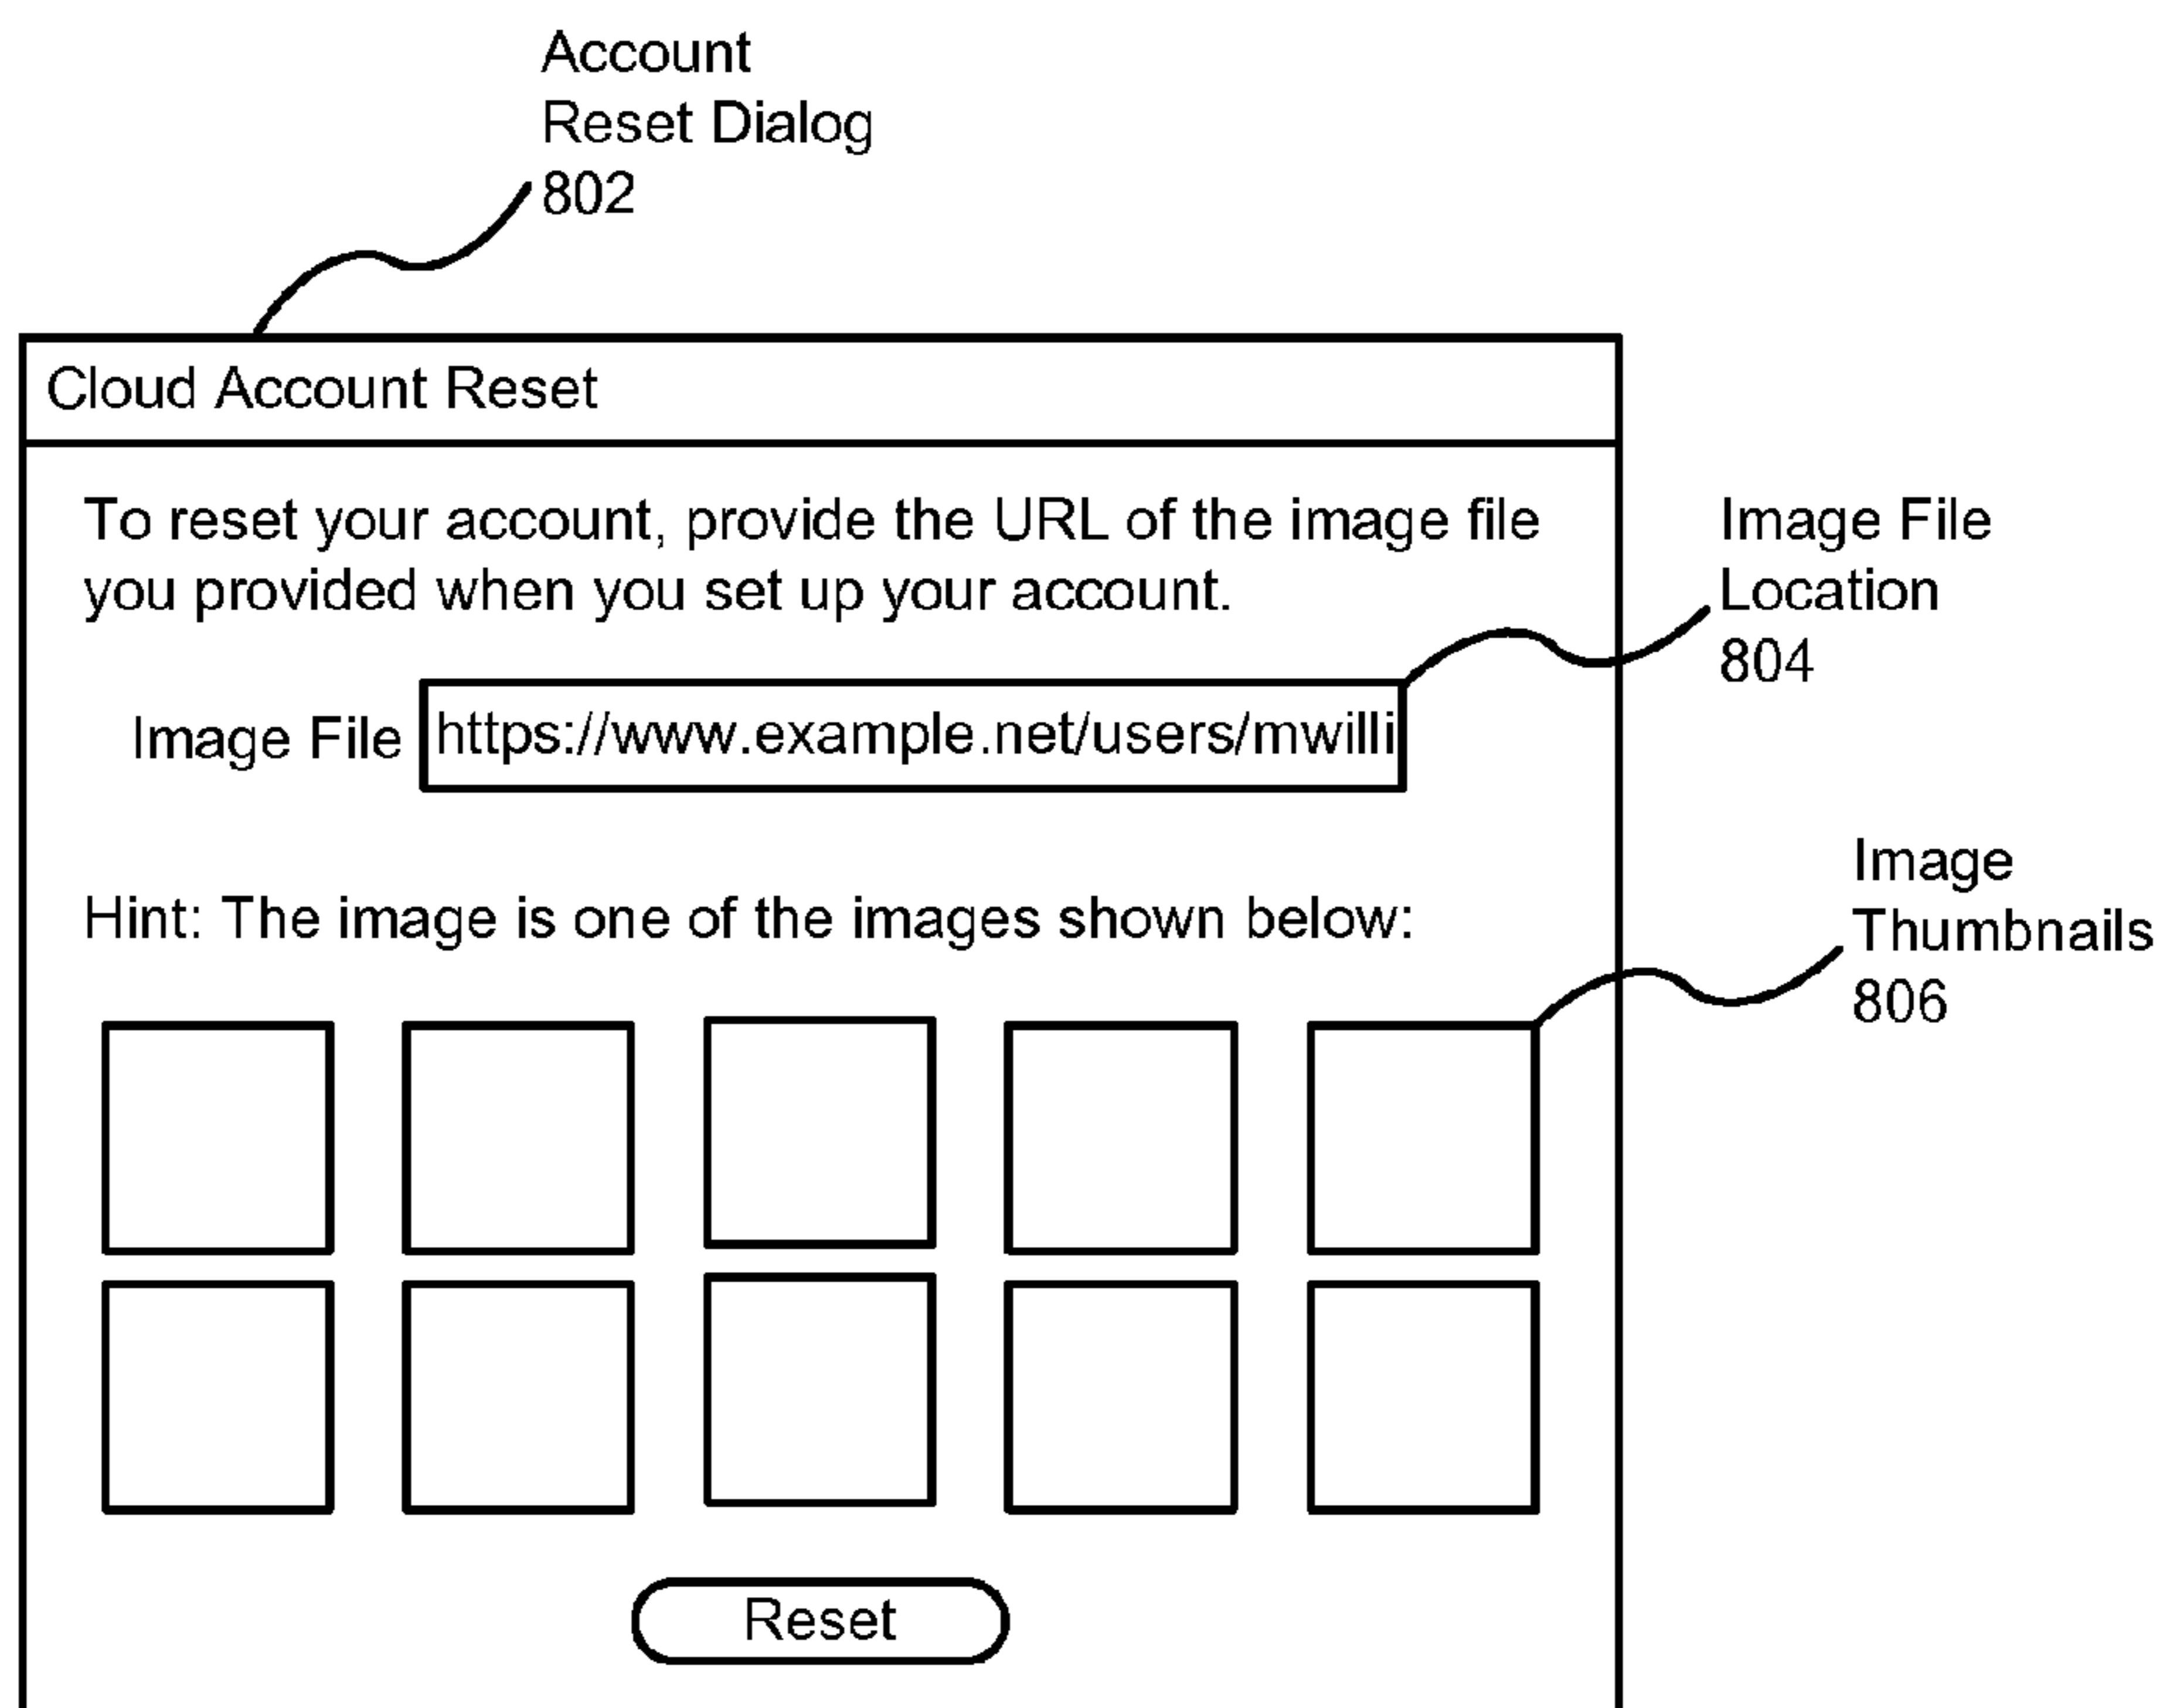 Account
Reset Dialog
802
Cloud Account Reset
To reset your account, provide the URL of the image file
you provided when you set up your account.
Image File
Location
804
Image File
https://www.example.net/users/mwilli
Hint: The image is one of the images shown below:
Image
Thumbnails
806
Reset